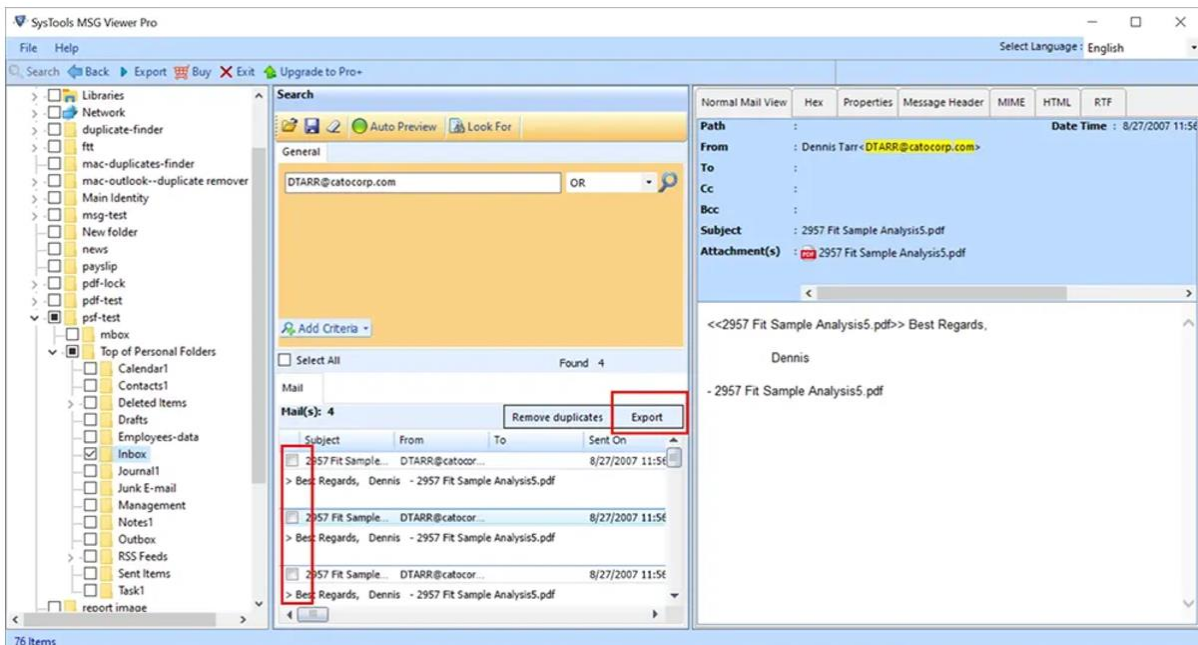 SysTools MSG Viewer Pro
File Help Select Language : English
Search Back Export Buy Exit Upgrade to Pro+
Libraries
Network
duplicate-finder
ftt
mac-duplicates-finder
mac-outlook--duplicate remover
Main Identity
msg-test
New folder
news
payslip
pdf-lock
pdf-test
psf-test
mbox
Top of Personal Folders
Calendar1
Contacts1
Deleted Items
Drafts
Employees-data
Inbox
Journal1
Junk E-mail
Management
Notes1
Outbox
RSS Feeds
Sent Items
Task1
report image
76 Items
Search
Auto Preview Look For
General
DTARR@catocorp.com OR
Add Criteria
Select All Found 4
Mail
Mail(s): 4 Remove duplicates Export
Subject From To Sent On
2957 Fit Sample... DTARR@catocor... 8/27/2007 11:56
> Best Regards, Dennis - 2957 Fit Sample Analysis5.pdf
2957 Fit Sample... DTARR@catocor... 8/27/2007 11:56
> Best Regards, Dennis - 2957 Fit Sample Analysis5.pdf
2957 Fit Sample... DTARR@catocor... 8/27/2007 11:56
> Best Regards, Dennis - 2957 Fit Sample Analysis5.pdf
Normal Mail View Hex Properties Message Header MIME HTML RTF
Path : Date Time : 8/27/2007 11:56
From : Dennis Tarr<DTARR@catocorp.com>
To :
Cc :
Bcc :
Subject : 2957 Fit Sample Analysis5.pdf
Attachment(s) : PDF 2957 Fit Sample Analysis5.pdf
<<2957 Fit Sample Analysis5.pdf>> Best Regards,
Dennis
- 2957 Fit Sample Analysis5.pdf